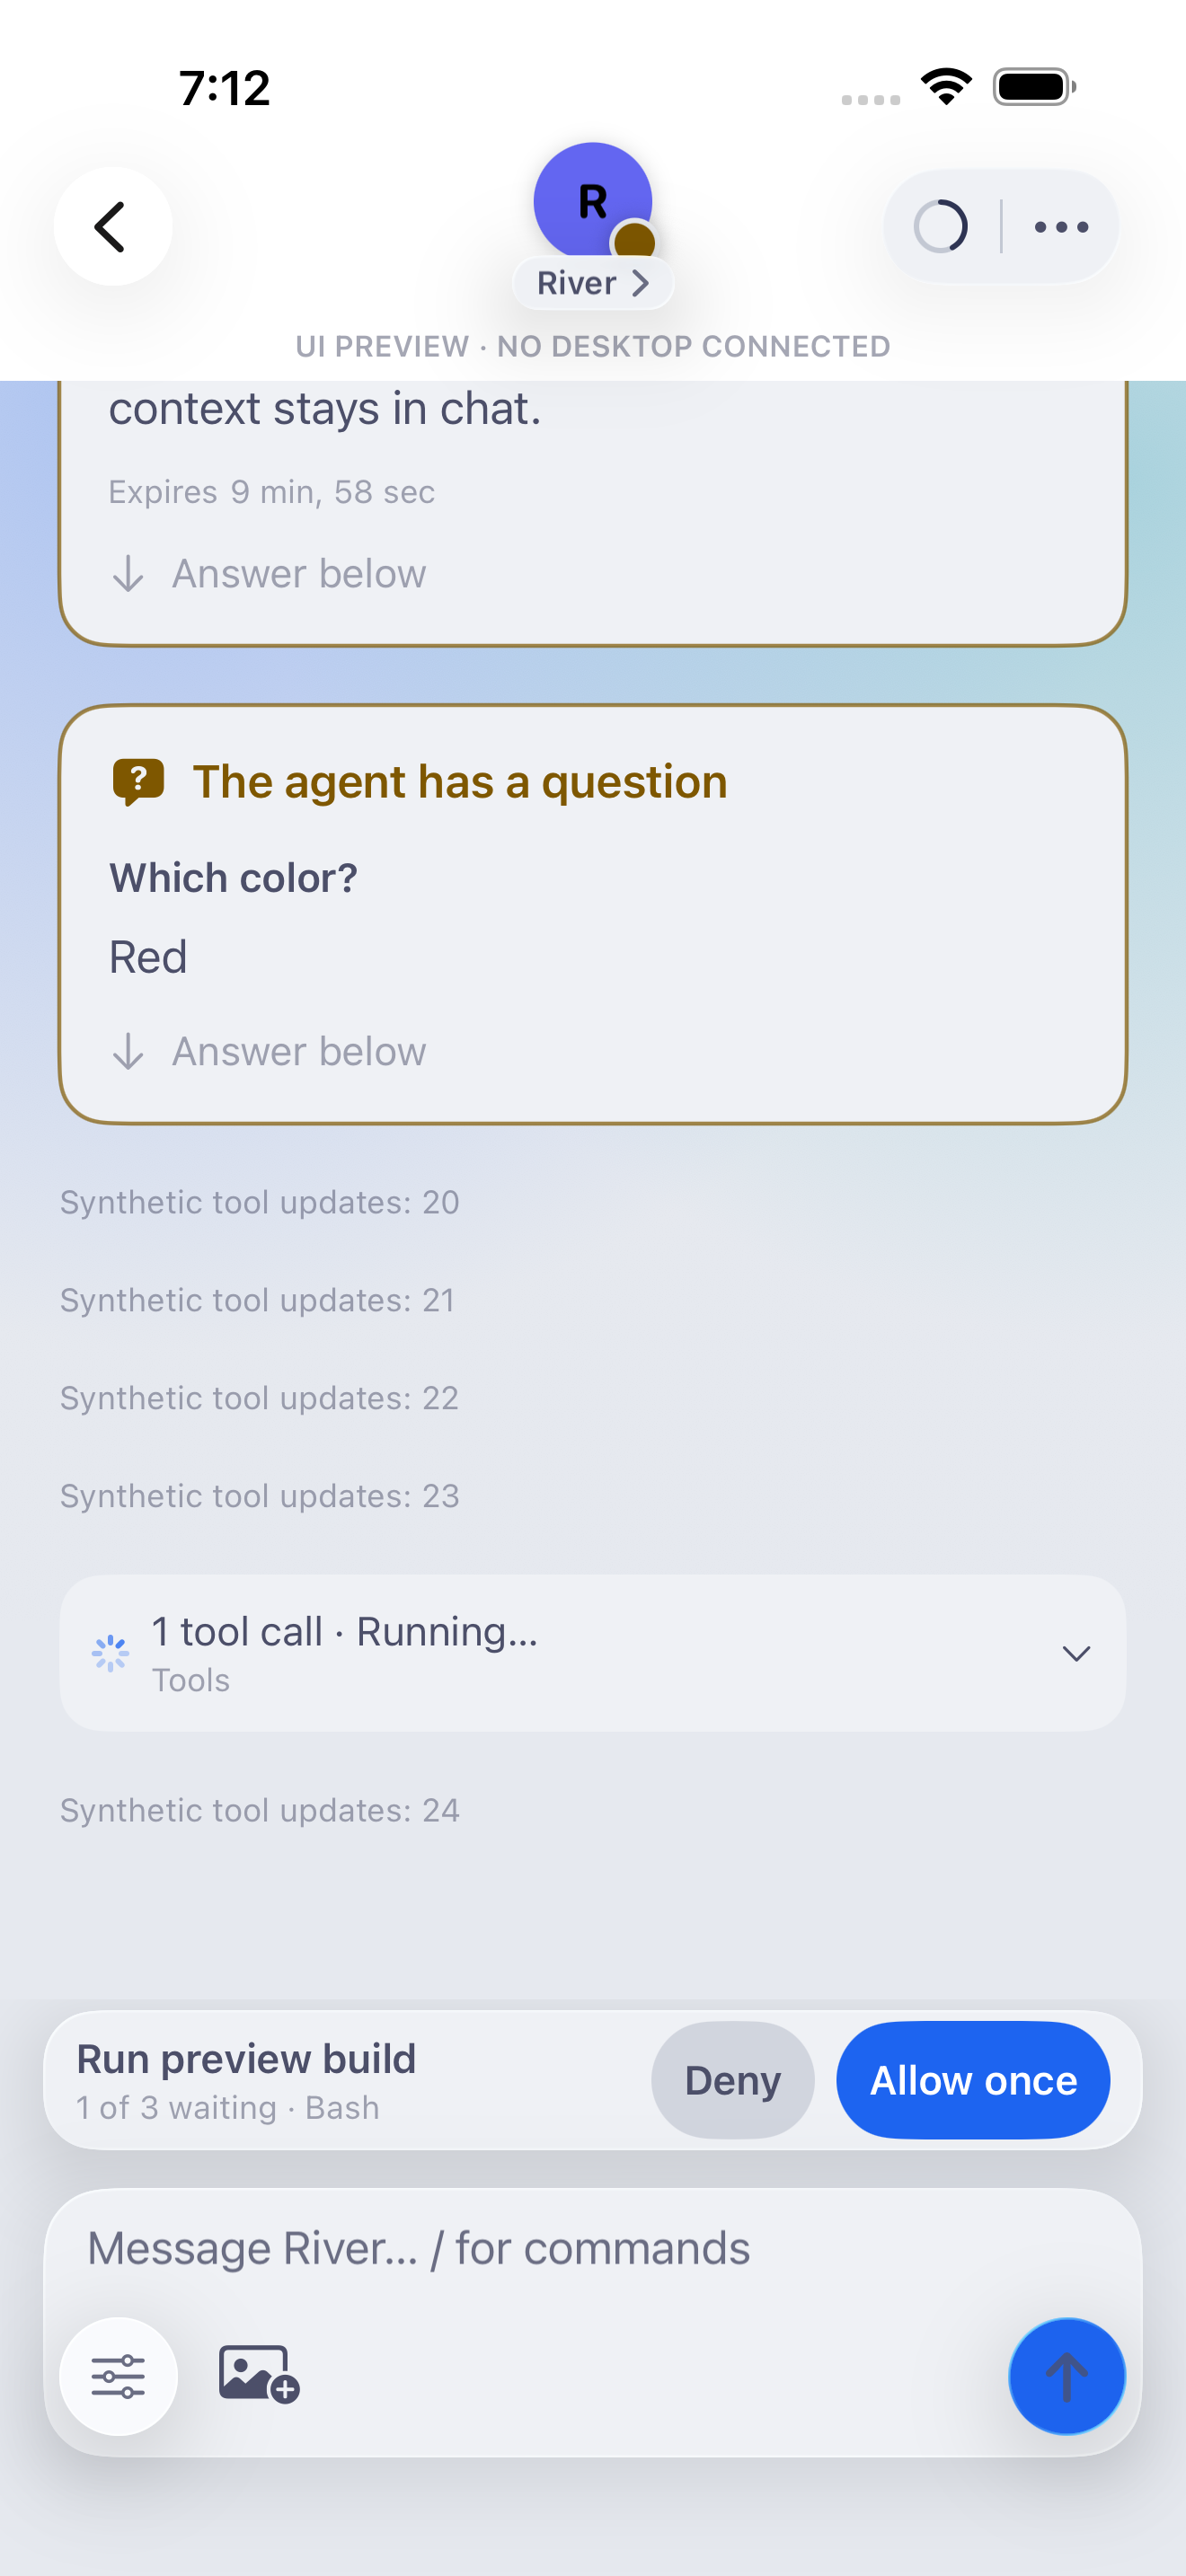 7:12
R
River
UI PREVIEW · NO DESKTOP CONNECTED
context stays in chat.
Expires 9 min, 58 sec
Answer below
The agent has a question
Which color?
Red
Answer below
Synthetic tool updates: 20
Synthetic tool updates: 21
Synthetic tool updates: 22
Synthetic tool updates: 23
1 tool call · Running...
Tools
Synthetic tool updates: 24
Run preview build
1 of 3 waiting · Bash
Deny
Allow once
Message River... / for commands